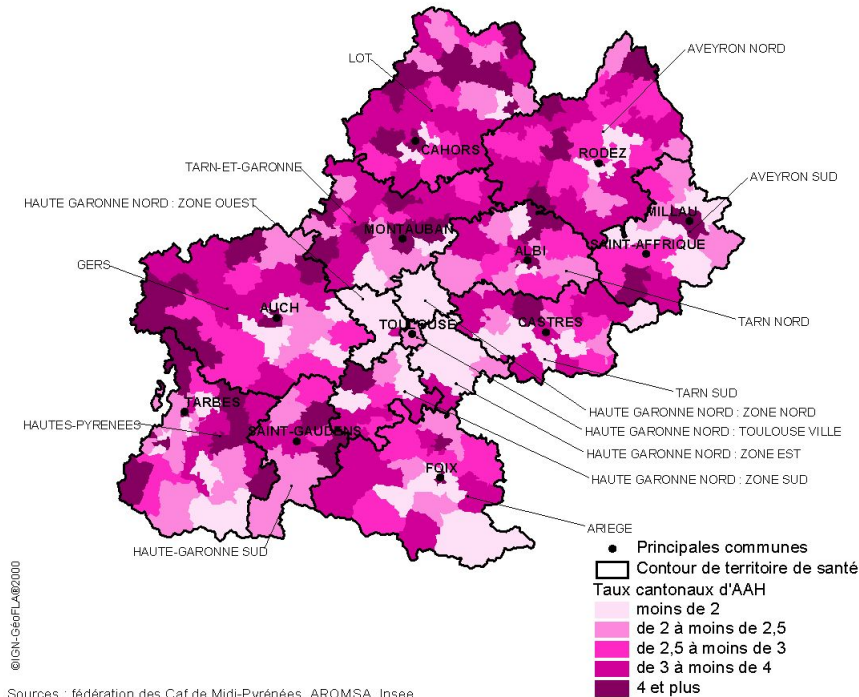 AVEYRON NORD
LOT
CAHORS
RODEZ
TARN-ET-GARONNE
AVEYRON SUD
HAUTE GARONNE NORD : ZONE OUEST
MILLAU
MONTAUBAN
SAINT-AFFRIQUE
ALBI
GERS
AUCH
TOULOUSE
CASTRES
TARN NORD
TARN SUD
TARBES
HAUTE GARONNE NORD : ZONE NORD
HAUTES-PYRENEES
SAINT-GAUDENS
HAUTE GARONNE NORD : TOULOUSE VILLE
HAUTE GARONNE NORD : ZONE EST
FOIX
HAUTE GARONNE NORD : ZONE SUD
ARIEGE
HAUTE-GARONNE SUD
Principales communes
Contour de territoire de santé
Taux cantonaux d'AAH
moins de 2
de 2 à moins de 2,5
de 2,5 à moins de 3
de 3 à moins de 4
4 et plus
©IGN-GéoFLA®2000
Sources : fédération des Caf de Midi-Pyrénées, AROMSA, Insee